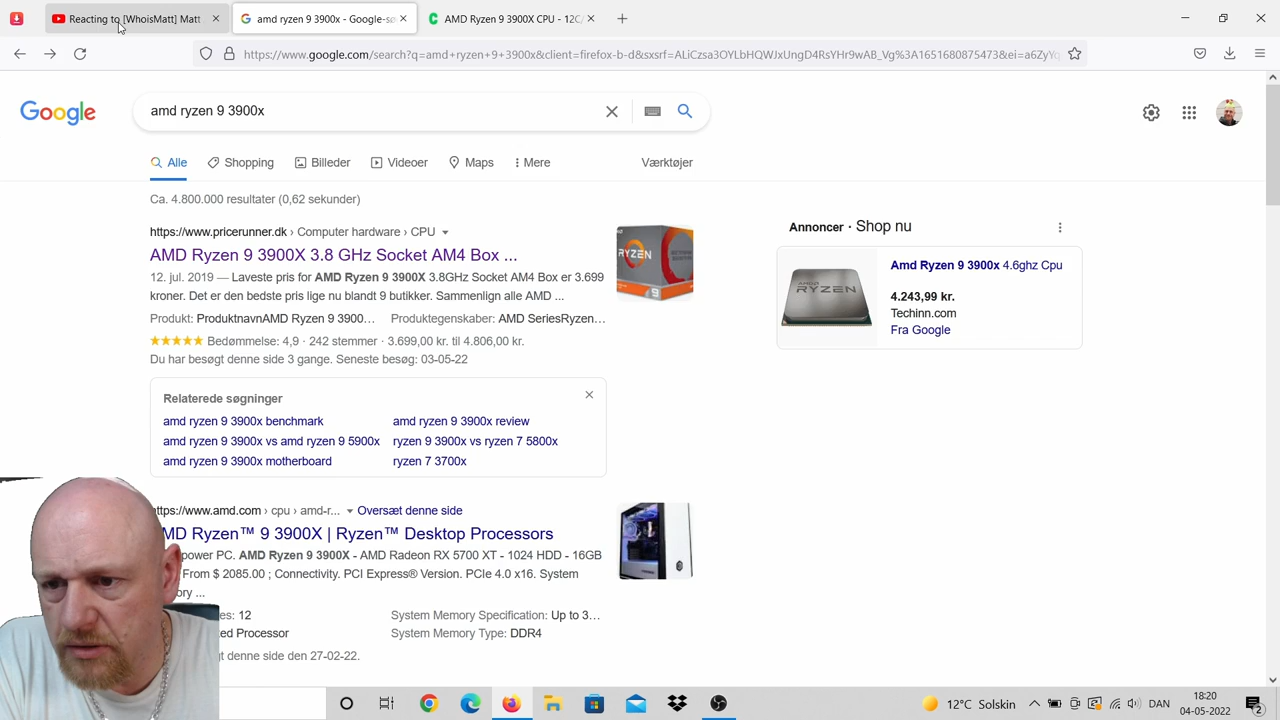 Reacting to [WhoisMatt] Matt
amd ryzen 9 3900x - Google-sø
AMD Ryzen 9 3900X CPU - 12C/
https://www.google.com/search?q=amd+ryzen+9+3900x&client=firefox-b-d&sxsrf=ALiCzsa3OYLbHQWJxUngD4RsYHr9wAB_Vg%3A1651680875473&ei=a6ZyYq
Google
amd ryzen 9 3900x
Alle
Shopping
Billeder
Videoer
Maps
Mere
Værktøjer
Ca. 4.800.000 resultater (0,62 sekunder)
https://www.pricerunner.dk › Computer hardware › CPU
AMD Ryzen 9 3900X 3.8 GHz Socket AM4 Box ...
12. jul. 2019 — Laveste pris for AMD Ryzen 9 3900X 3.8GHz Socket AM4 Box er 3.699
kroner. Det er den bedste pris lige nu blandt 9 butikker. Sammenlign alle AMD ...
Produkt: ProduktnavnAMD Ryzen 9 3900... Produktegenskaber: AMD SeriesRyzen...
Bedømmelse: 4,9 · 242 stemmer · 3.699,00 kr. til 4.806,00 kr.
Du har besøgt denne side 3 gange. Seneste besøg: 03-05-22
RYZEN
9
Annoncer · Shop nu
RYZEN
Amd Ryzen 9 3900x 4.6ghz Cpu
4.243,99 kr.
Techinn.com
Fra Google
Relaterede søgninger
amd ryzen 9 3900x benchmark
amd ryzen 9 3900x review
amd ryzen 9 3900x vs amd ryzen 9 5900x
ryzen 9 3900x vs ryzen 7 5800x
amd ryzen 9 3900x motherboard
ryzen 7 3700x
ttps://www.amd.com › cpu › amd-r...
Oversæt denne side
MD Ryzen™ 9 3900X | Ryzen™ Desktop Processors
power PC. AMD Ryzen 9 3900X - AMD Radeon RX 5700 XT - 1024 HDD - 16GB
From $ 2085.00 ; Connectivity. PCI Express® Version. PCIe 4.0 x16. System
ory ...
es: 12
System Memory Specification: Up to 3...
ked Processor
System Memory Type: DDR4
gt denne side den 27-02-22.
12°C Solskin
DAN
18:20
04-05-2022
2